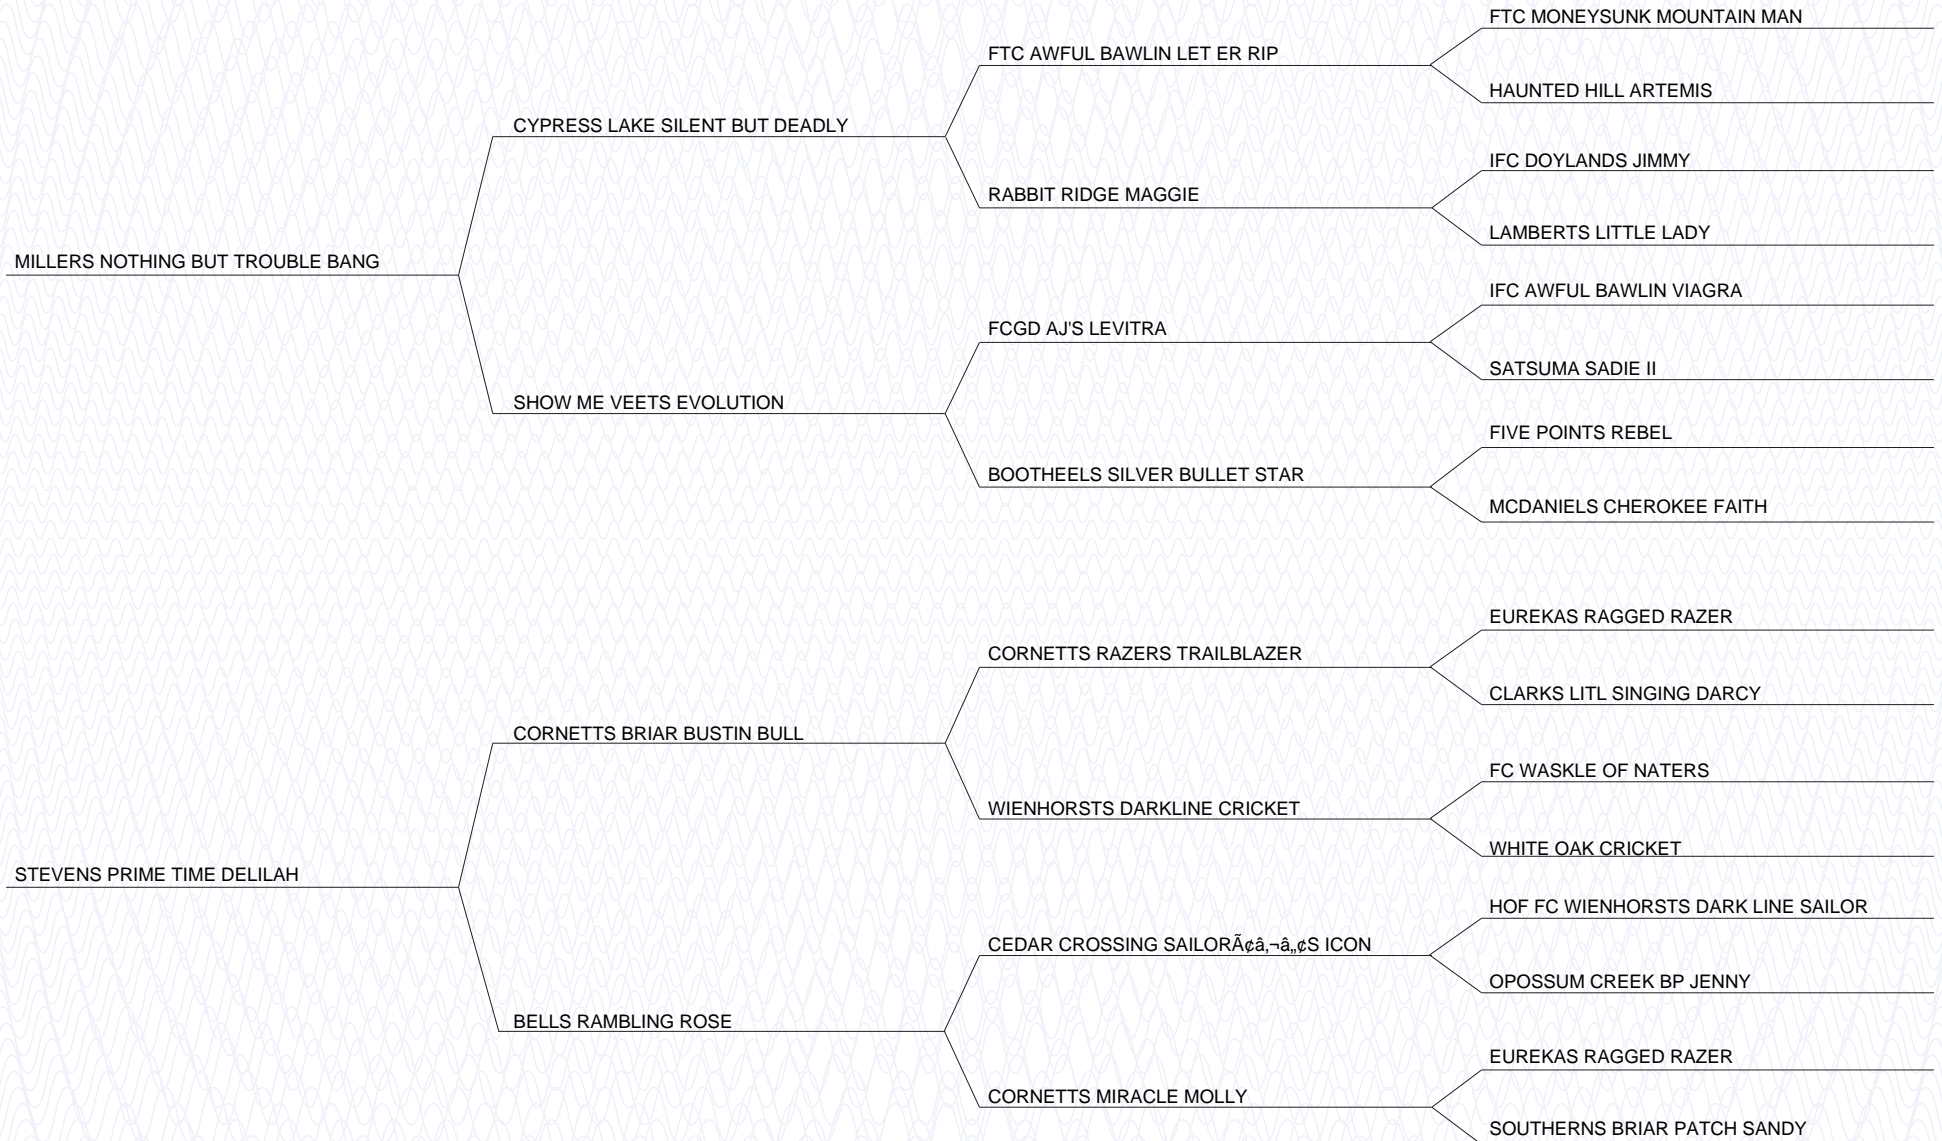 FTC MONEYSUNK MOUNTAIN MAN
FTC AWFUL BAWLIN LET ER RIP
HAUNTED HILL ARTEMIS
CYPRESS LAKE SILENT BUT DEADLY
IFC DOYLANDS JIMMY
RABBIT RIDGE MAGGIE
LAMBERTS LITTLE LADY
MILLERS NOTHING BUT TROUBLE BANG
IFC AWFUL BAWLIN VIAGRA
FCGD AJ'S LEVITRA
SATSUMA SADIE II
SHOW ME VEETS EVOLUTION
FIVE POINTS REBEL
BOOTHEELS SILVER BULLET STAR
MCDANIELS CHEROKEE FAITH
EUREKAS RAGGED RAZER
CORNETTS RAZERS TRAILBLAZER
CLARKS LITL SINGING DARCY
CORNETTS BRIAR BUSTIN BULL
FC WASKLE OF NATERS
WIENHORSTS DARKLINE CRICKET
WHITE OAK CRICKET
STEVENS PRIME TIME DELILAH
HOF FC WIENHORSTS DARK LINE SAILOR
CEDAR CROSSING SAILORÃ¢â‚¬â„¢S ICON
OPOSSUM CREEK BP JENNY
BELLS RAMBLING ROSE
EUREKAS RAGGED RAZER
CORNETTS MIRACLE MOLLY
SOUTHERNS BRIAR PATCH SANDY